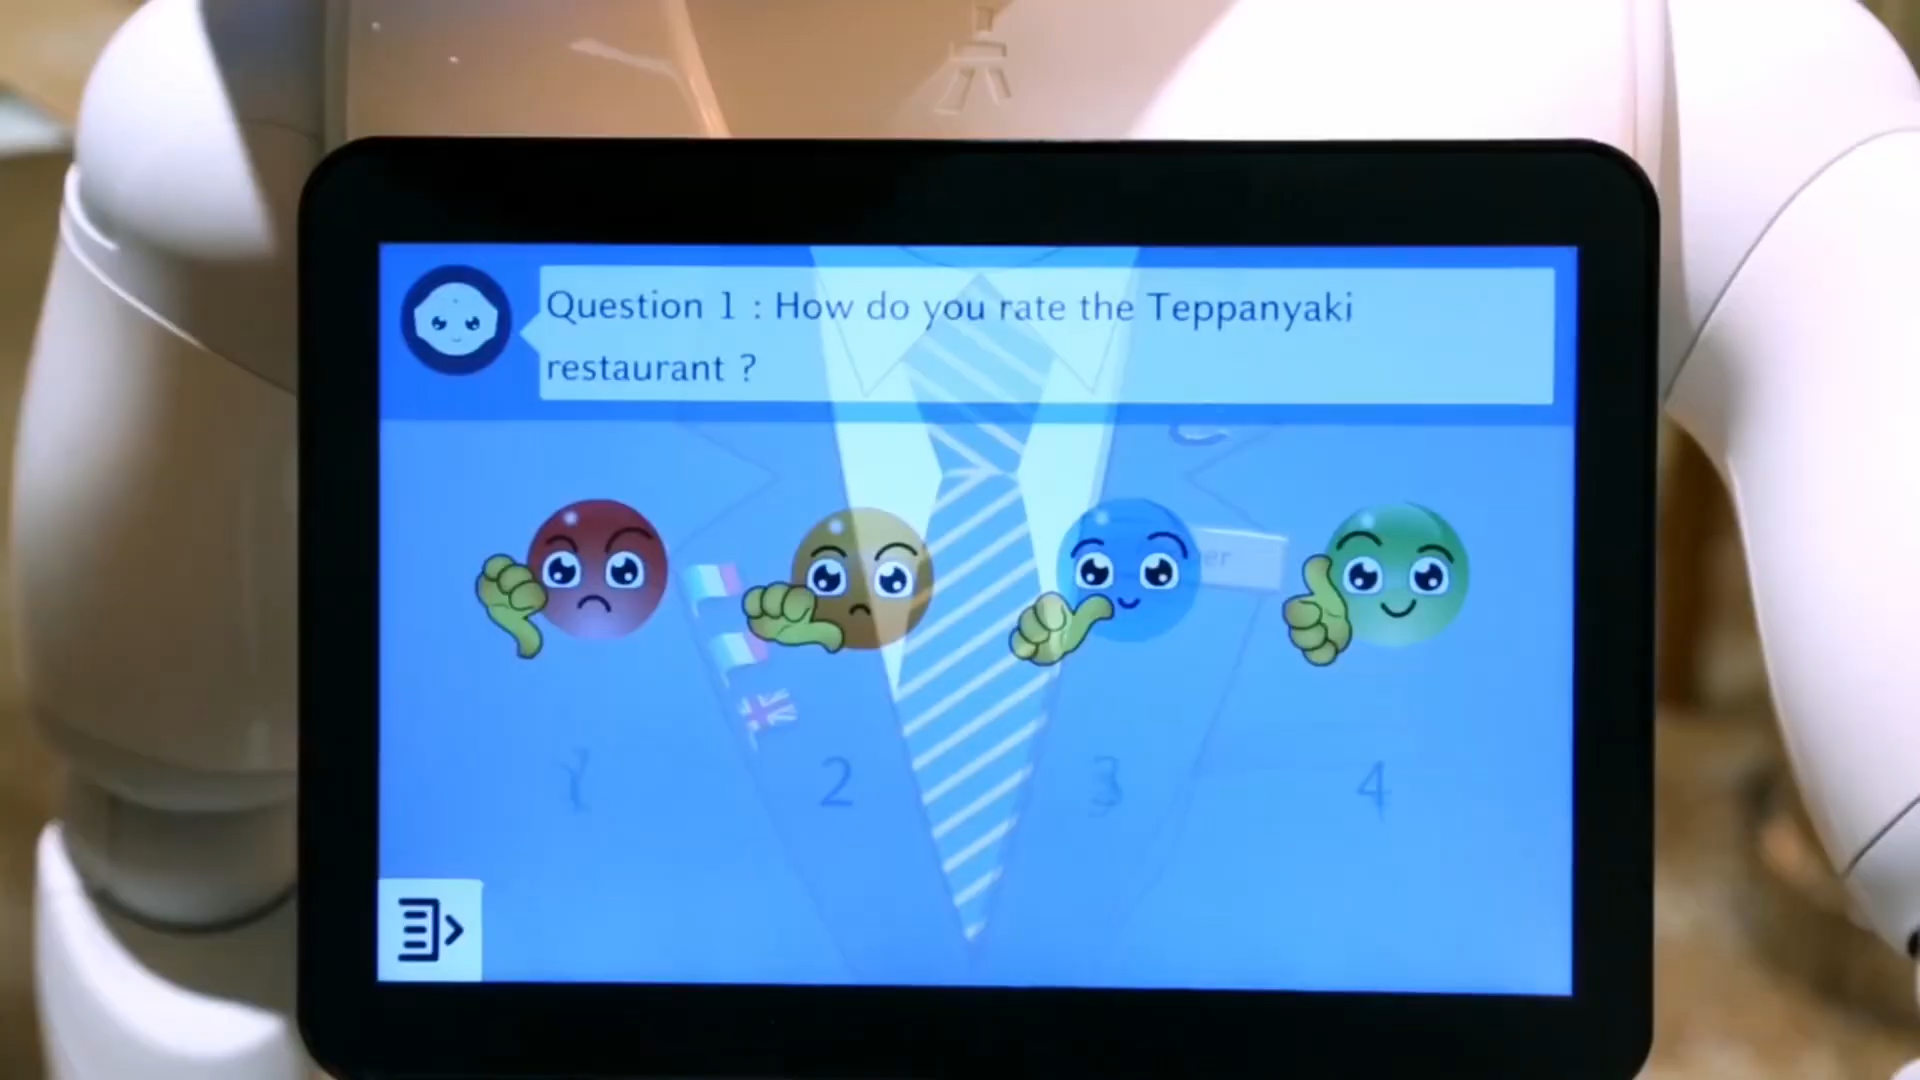 Question 1 : How do you rate the Teppanyaki
restaurant ?
1 2 3 4